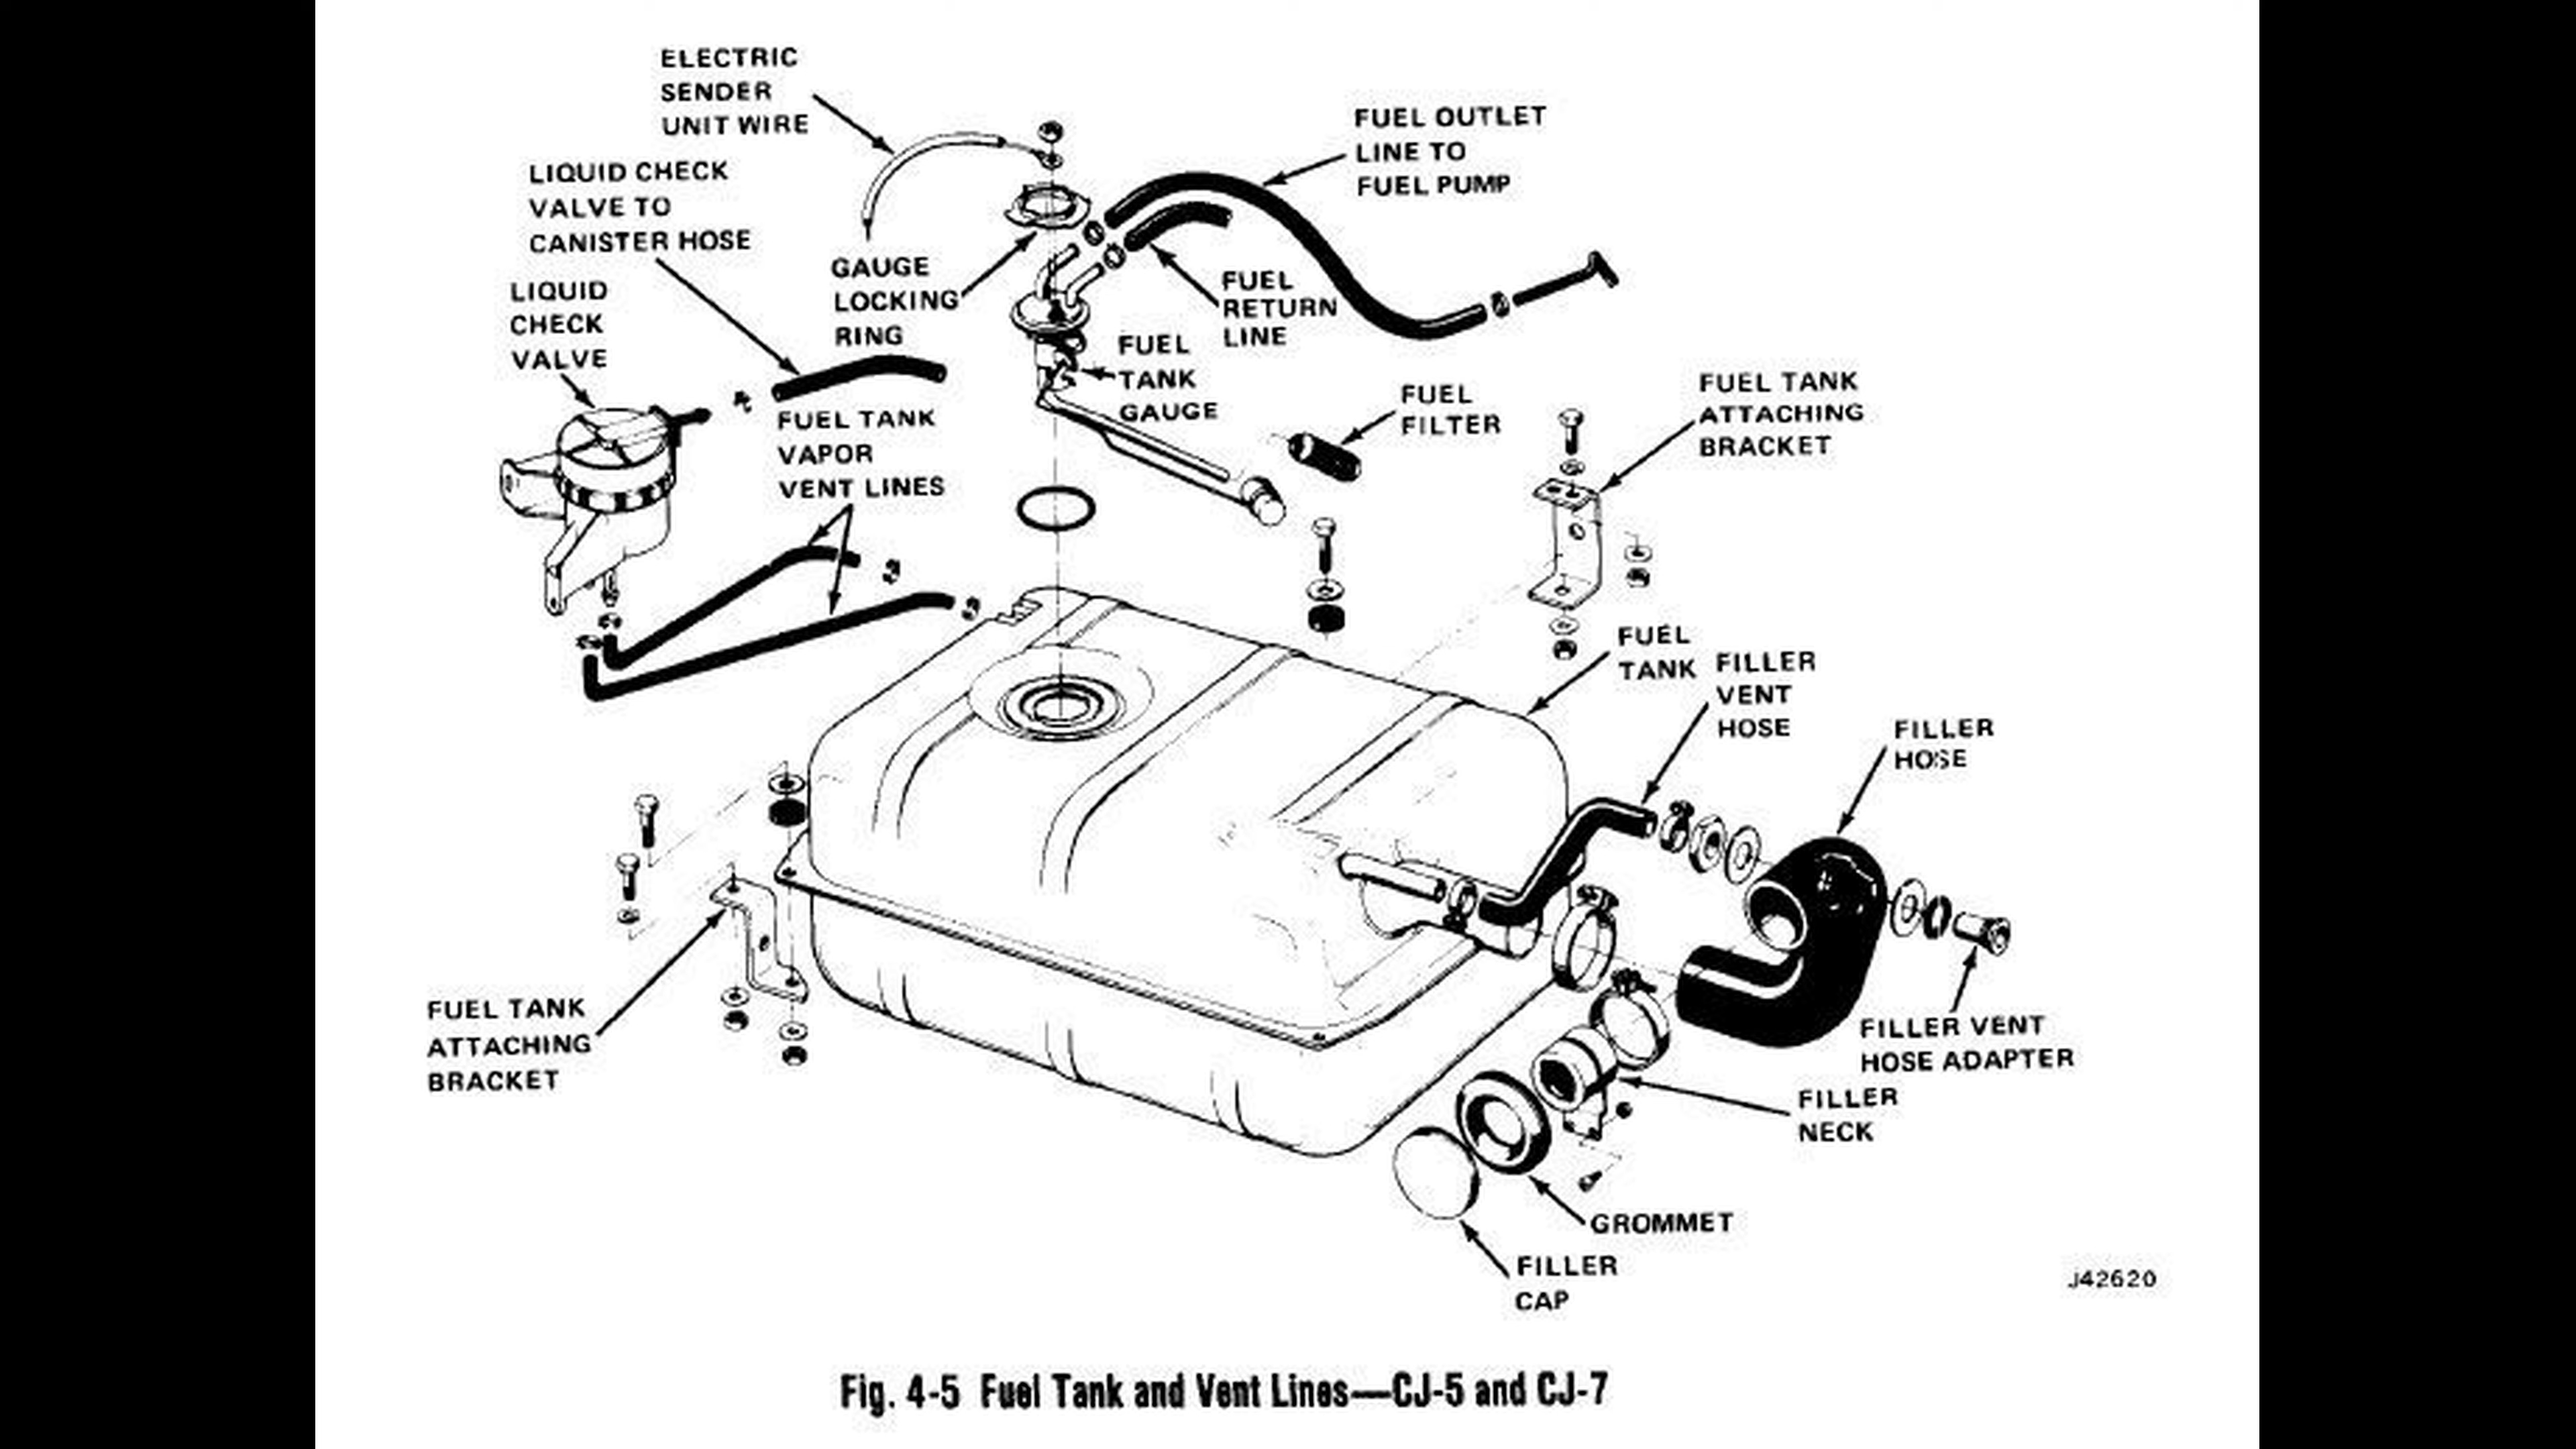 ELECTRIC
SENDER
UNIT WIRE
FUEL OUTLET
LINE TO
FUEL PUMP
LIQUID CHECK
VALVE TO
CANISTER HOSE
LIQUID
CHECK
VALVE
GAUGE
LOCKING
RING
FUEL
RETURN
LINE
FUEL
TANK
GAUGE
FUEL
FILTER
FUEL TANK
ATTACHING
BRACKET
FUEL TANK
VAPOR
VENT LINES
FUEL
TANK
FILLER
VENT
HOSE
FILLER
HOSE
FUEL TANK
ATTACHING
BRACKET
FILLER VENT
HOSE ADAPTER
FILLER
NECK
GROMMET
FILLER
CAP
J42620
Fig. 4-5 Fuel Tank and Vent Lines—CJ-5 and CJ-7